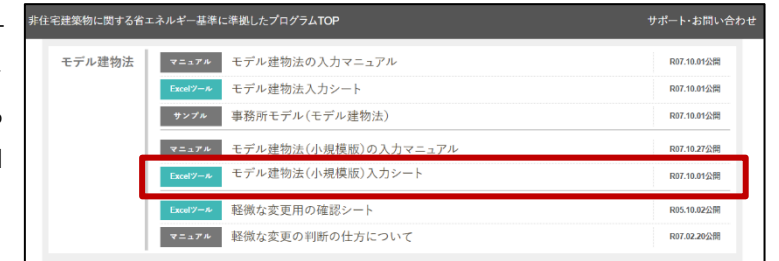 非住宅建築物に関する省エネルギー基準に準拠したプログラムTOP サポート・お問い合わせ
モデル建物法 マニュアル モデル建物法の入力マニュアル R07.10.01公開
Excelツール モデル建物法入力シート R07.10.01公開
サンプル 事務所モデル(モデル建物法) R07.10.01公開
マニュアル モデル建物法(小規模版)の入力マニュアル R07.10.27公開
Excelツール モデル建物法(小規模版)入力シート R07.10.01公開
Excelツール 軽微な変更用の確認シート R05.10.02公開
マニュアル 軽微な変更の判断の仕方について R07.02.20公開